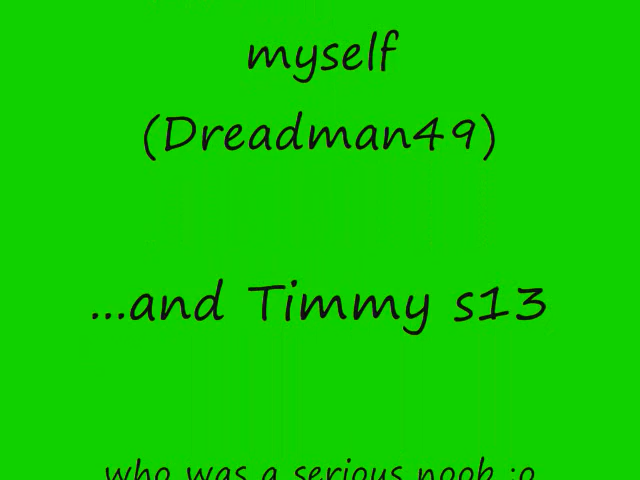 myself
(Dreadman49)
...and Timmy s13
who was a serious noob :o